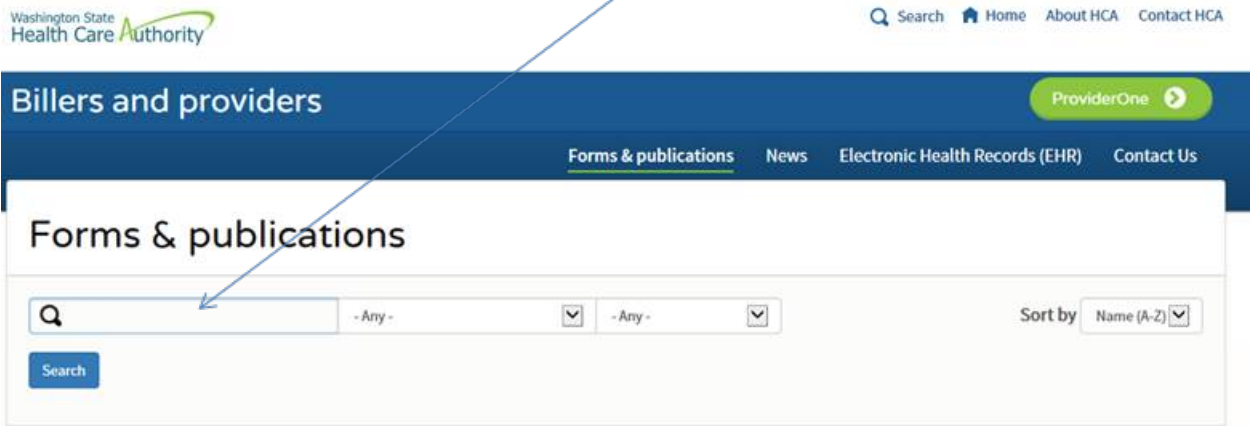 Washington State
Health Care Authority
Search Home About HCA Contact HCA
Billers and providers
ProviderOne
Forms & publications News Electronic Health Records (EHR) Contact Us
Forms & publications
- Any - - Any - Sort by Name (A-Z)
Search